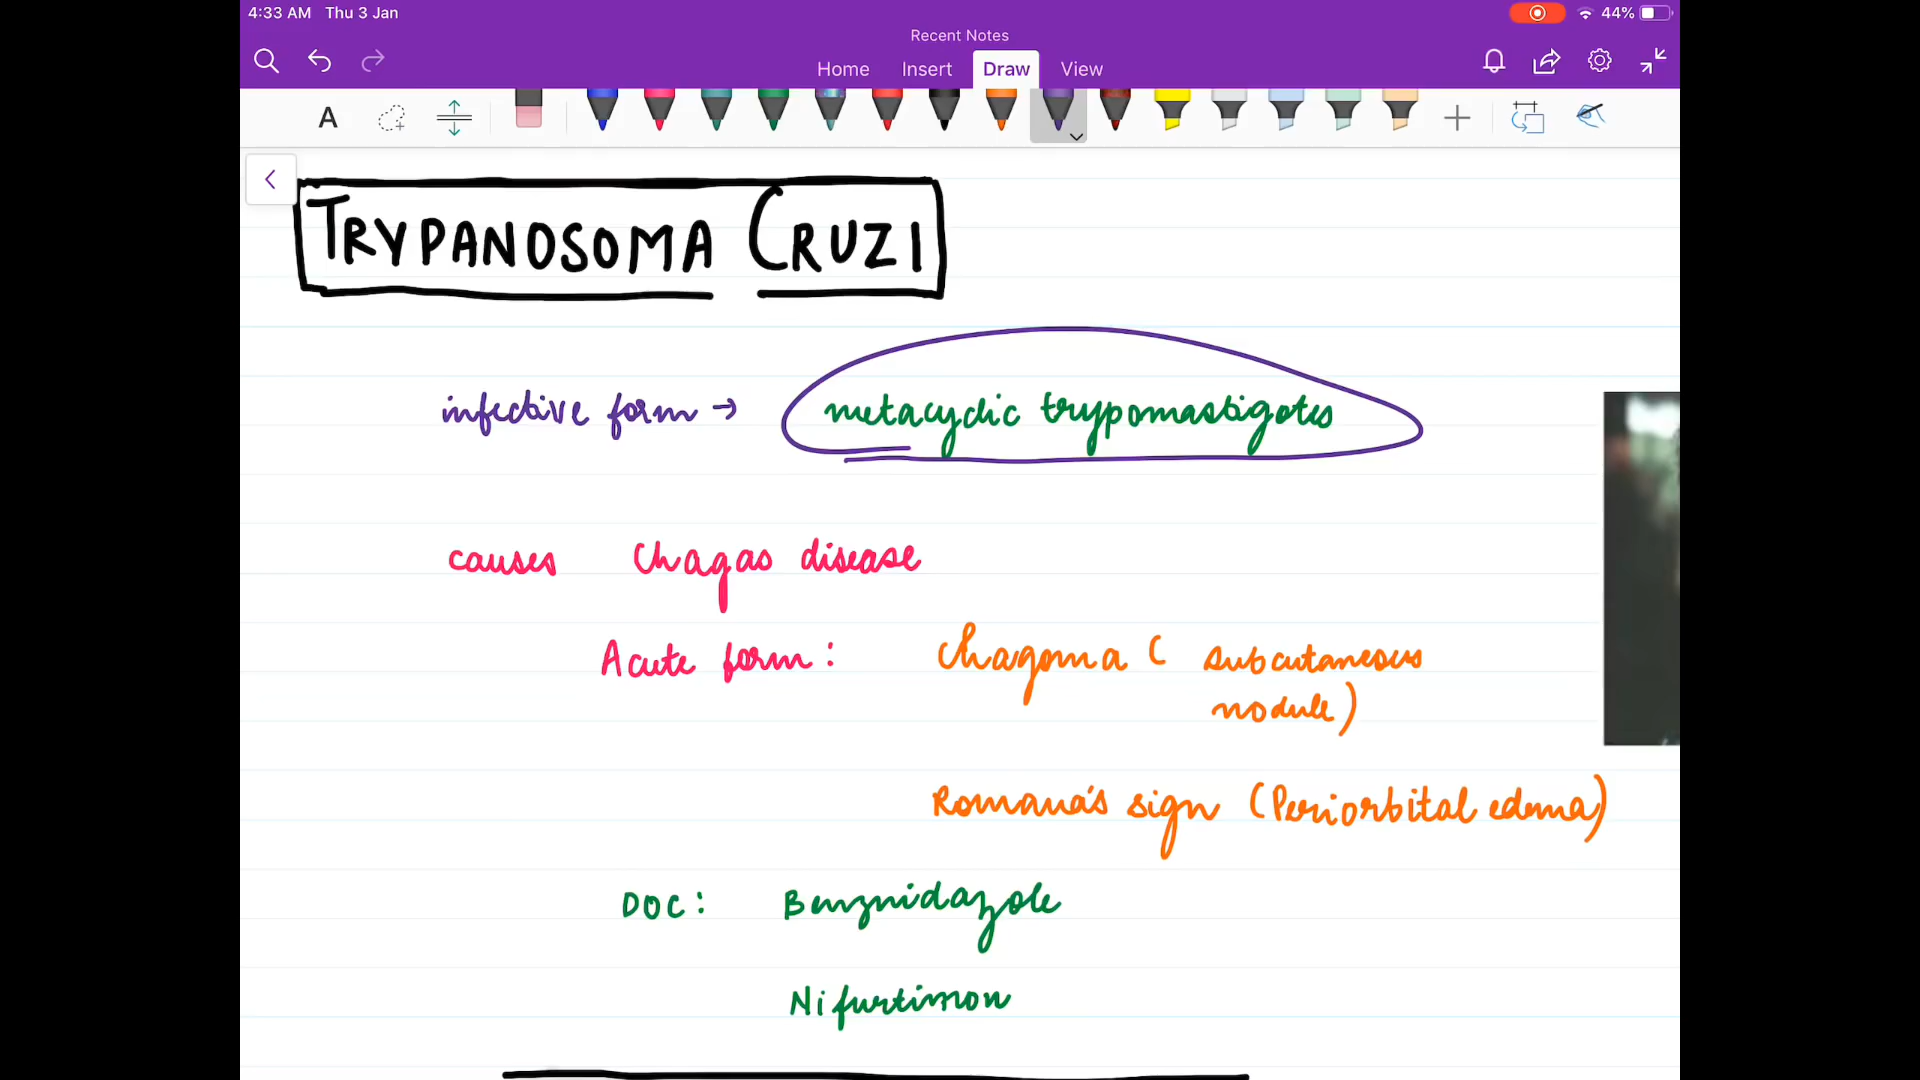 4:33 AM Thu 3 Jan
44%
Recent Notes
Home Insert Draw View
A
TRYPANOSOMA CRUZI
infective form → metacyclic trypomastigotes
causes Chagas disease
Acute form : Chagoma ( subcutaneous
nodule)
Romana's sign (Periorbital edema)
DOC : Benznidazole
Nifurtimox